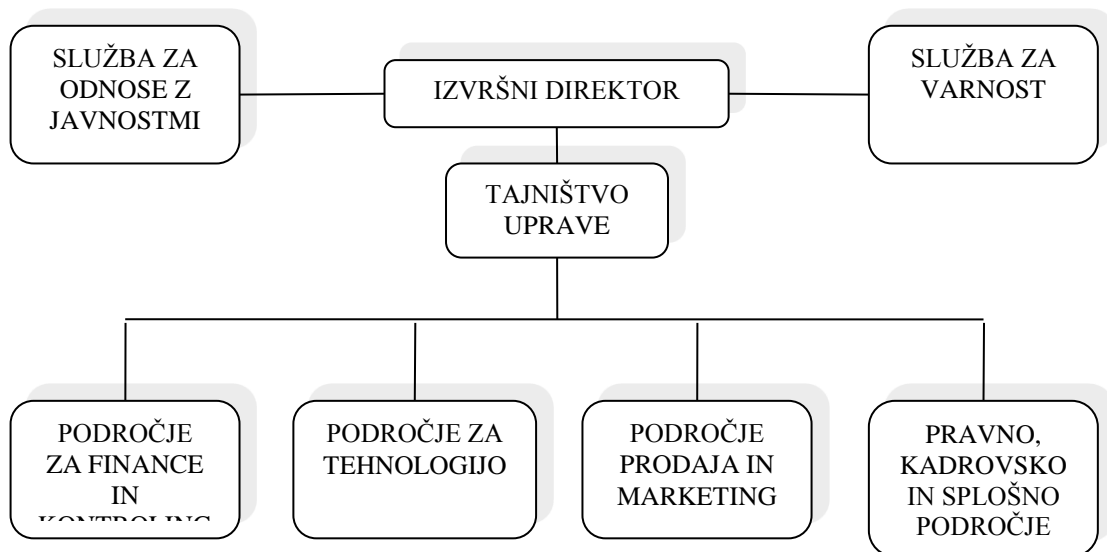 SLUŽBA ZA
ODNOSE Z
JAVNOSTMI
IZVRŠNI DIREKTOR
SLUŽBA ZA
VARNOST
TAJNIŠTVO
UPRAVE
PODROČJE
ZA FINANCE
IN
KONTROLING
PODROČJE ZA
TEHNOLOGIJO
PODROČJE
PRODAJA IN
MARKETING
PRAVNO,
KADROVSKO
IN SPLOŠNO
PODROČJE